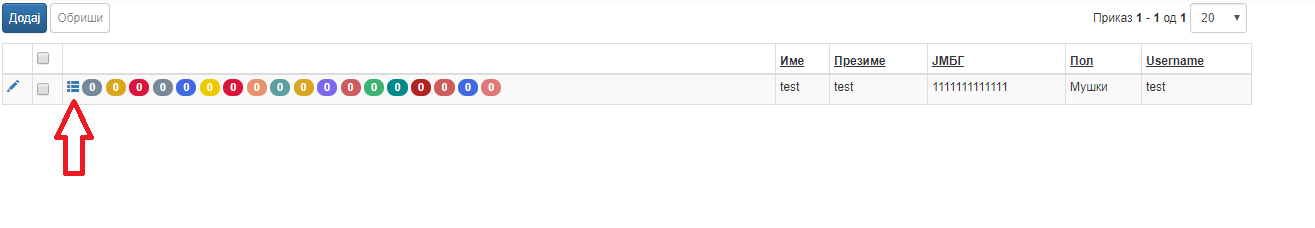 Додај Обриши Приказ 1 - 1 од 1 20
Име Презиме ЈМБГ Пол Username
0 0 0 0 0 0 0 0 0 0 0 0 0 0 0 0 0 0 test test 1111111111111 Мушки test